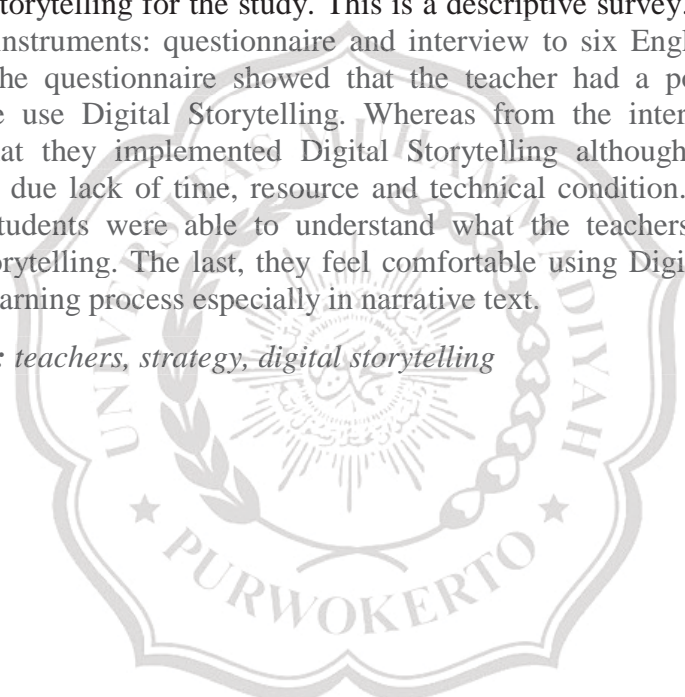 torytelling for the study. This is a descriptive survey.
instruments: questionnaire and interview to six Engl
he questionnaire showed that the teacher had a po
e use Digital Storytelling. Whereas from the inter
at they implemented Digital Storytelling although
due lack of time, resource and technical condition.
tudents were able to understand what the teachers
orytelling. The last, they feel comfortable using Digi
arning process especially in narrative text.
: teachers, strategy, digital storytelling
UNIVERSITAS MUHAMMADIYAH
PURWOKERTO